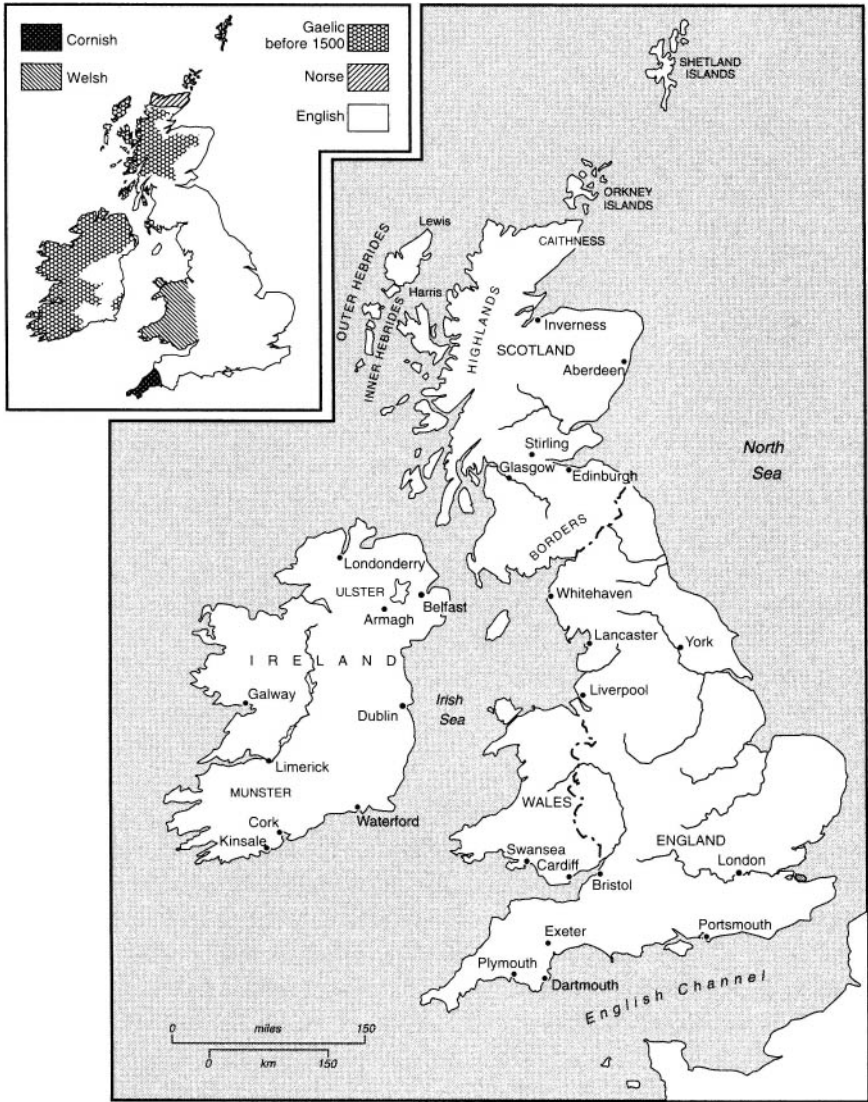 Cornish
Welsh
Gaelic
before 1500
Norse
English
SHETLAND
ISLANDS
ORKNEY
ISLANDS
Lewis
CAITHNESS
OUTER HEBRIDES
Harris
INNER HEBRIDES
HIGHLANDS
Inverness
SCOTLAND
Aberdeen
Stirling
Glasgow
Edinburgh
North
Sea
BORDERS
Londonderry
ULSTER
Belfast
Armagh
Whitehaven
Lancaster
York
IRELAND
Galway
Irish
Sea
Liverpool
Dublin
Limerick
MUNSTER
WALES
Cork
Waterford
Kinsale
Swansea
Cardiff
ENGLAND
London
Bristol
Exeter
Portsmouth
Plymouth
Dartmouth
English Channel
0 miles 150
0 km 150